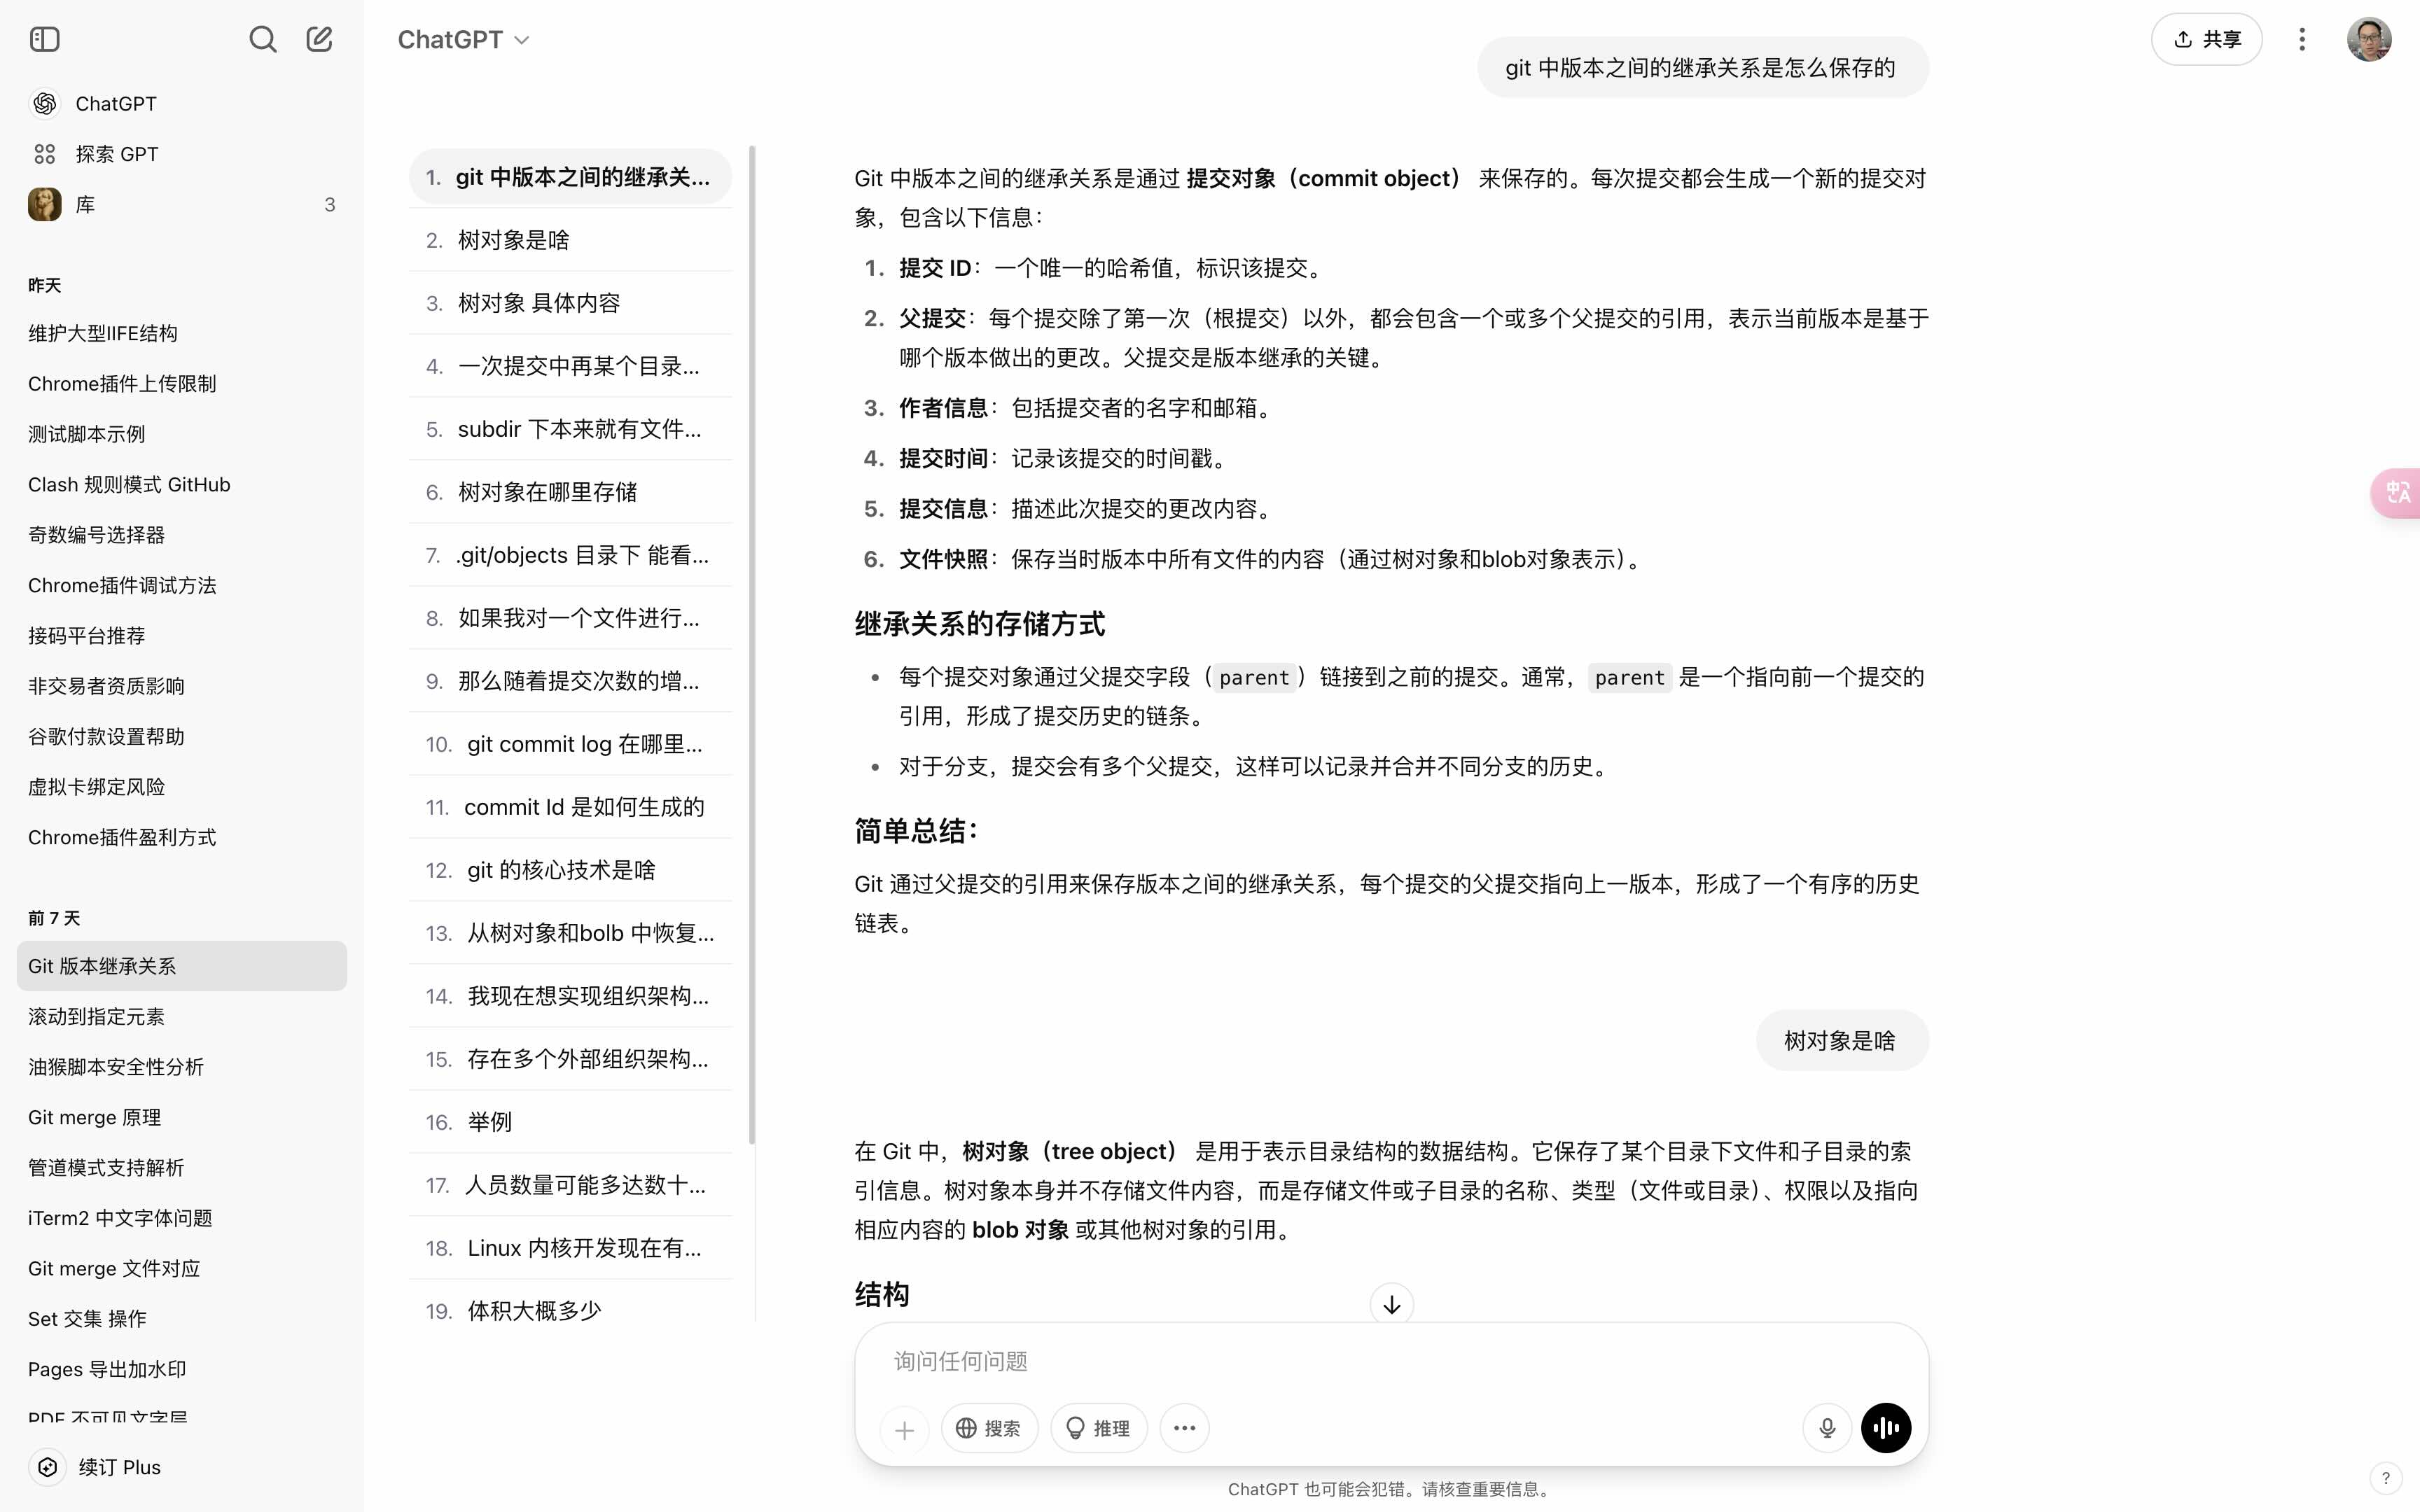 ChatGPT
探索 GPT
库
3
昨天
维护大型IIFE结构
Chrome插件上传限制
测试脚本示例
Clash 规则模式 GitHub
奇数编号选择器
Chrome插件调试方法
接码平台推荐
非交易者资质影响
谷歌付款设置帮助
虚拟卡绑定风险
Chrome插件盈利方式
前 7 天
Git 版本继承关系
滚动到指定元素
油猴脚本安全性分析
Git merge 原理
管道模式支持解析
iTerm2 中文字体问题
Git merge 文件对应
Set 交集 操作
Pages 导出加水印
PDF 不可见文字层
续订 Plus
ChatGPT
共享
1. git 中版本之间的继承关...
2. 树对象是啥
3. 树对象 具体内容
4. 一次提交中再某个目录...
5. subdir 下本来就有文件...
6. 树对象在哪里存储
7. .git/objects 目录下 能看...
8. 如果我对一个文件进行...
9. 那么随着提交次数的增...
10. git commit log 在哪里...
11. commit Id 是如何生成的
12. git 的核心技术是啥
13. 从树对象和bolb 中恢复...
14. 我现在想实现组织架构...
15. 存在多个外部组织架构...
16. 举例
17. 人员数量可能多达数十...
18. Linux 内核开发现在有...
19. 体积大概多少
git 中版本之间的继承关系是怎么保存的
Git 中版本之间的继承关系是通过 提交对象（commit object） 来保存的。每次提交都会生成一个新的提交对
象，包含以下信息：
1. 提交 ID：一个唯一的哈希值，标识该提交。
2. 父提交：每个提交除了第一次（根提交）以外，都会包含一个或多个父提交的引用，表示当前版本是基于
哪个版本做出的更改。父提交是版本继承的关键。
3. 作者信息：包括提交者的名字和邮箱。
4. 提交时间：记录该提交的时间戳。
5. 提交信息：描述此次提交的更改内容。
6. 文件快照：保存当时版本中所有文件的内容（通过树对象和blob对象表示）。
继承关系的存储方式
• 每个提交对象通过父提交字段（parent）链接到之前的提交。通常，parent 是一个指向前一个提交的
引用，形成了提交历史的链条。
• 对于分支，提交会有多个父提交，这样可以记录并合并不同分支的历史。
简单总结：
Git 通过父提交的引用来保存版本之间的继承关系，每个提交的父提交指向上一版本，形成了一个有序的历史
链表。
树对象是啥
在 Git 中，树对象（tree object） 是用于表示目录结构的数据结构。它保存了某个目录下文件和子目录的索
引信息。树对象本身并不存储文件内容，而是存储文件或子目录的名称、类型（文件或目录）、权限以及指向
相应内容的 blob 对象 或其他树对象的引用。
结构
询问任何问题
搜索
推理
ChatGPT 也可能会犯错。请核查重要信息。
?
中A